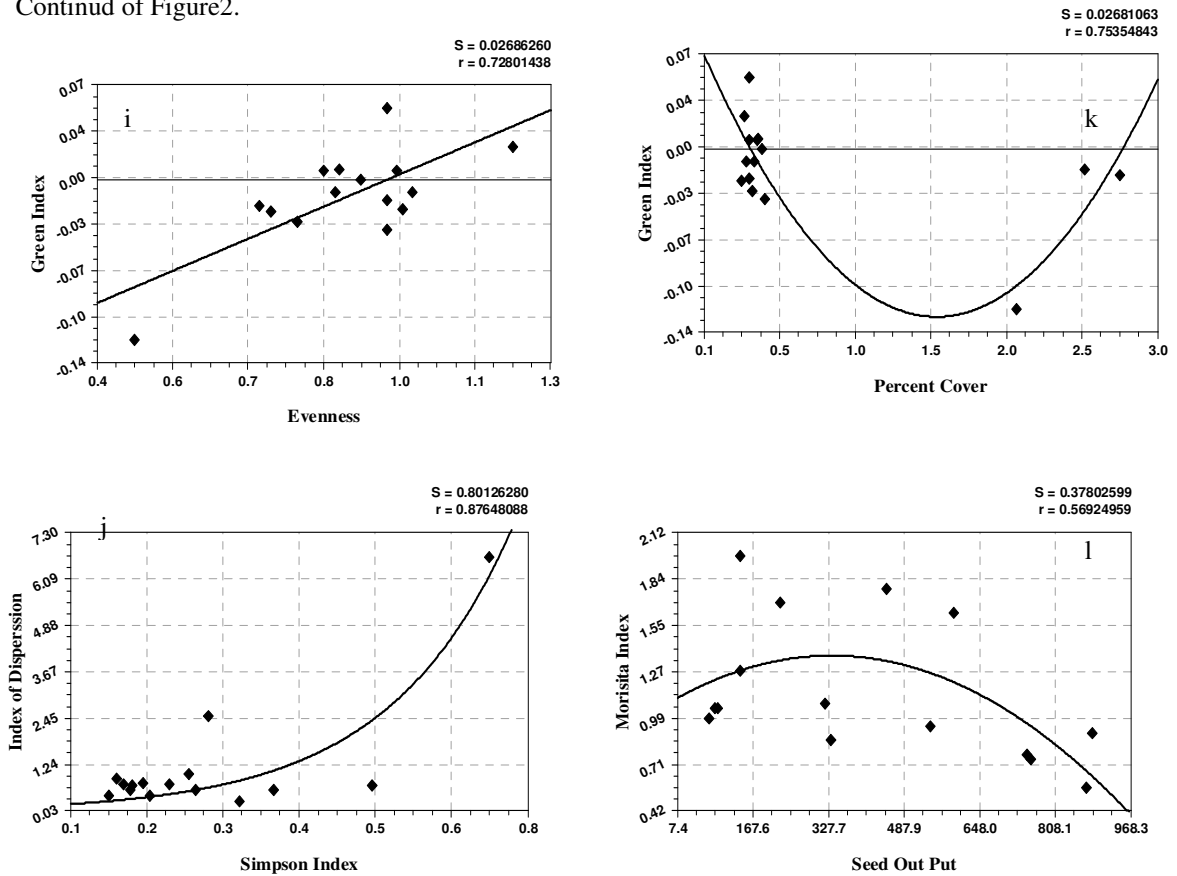 Continud of Figure2.
S = 0.02686260
r = 0.72801438
i
Green Index
0.07
0.04
0.00
-0.03
-0.07
-0.10
-0.14
0.4 0.6 0.7 0.8 1.0 1.1 1.3
Evenness
S = 0.02681063
r = 0.75354843
k
Green Index
0.07
0.04
0.00
-0.03
-0.07
-0.10
-0.14
0.1 0.5 1.0 1.5 2.0 2.5 3.0
Percent Cover
S = 0.80126280
r = 0.87648088
j
Index of Disperssion
7.30
6.09
4.88
3.67
2.45
1.24
0.03
0.1 0.2 0.3 0.4 0.5 0.6 0.8
Simpson Index
S = 0.37802599
r = 0.56924959
l
Morisita Index
2.12
1.84
1.55
1.27
0.99
0.71
0.42
7.4 167.6 327.7 487.9 648.0 808.1 968.3
Seed Out Put